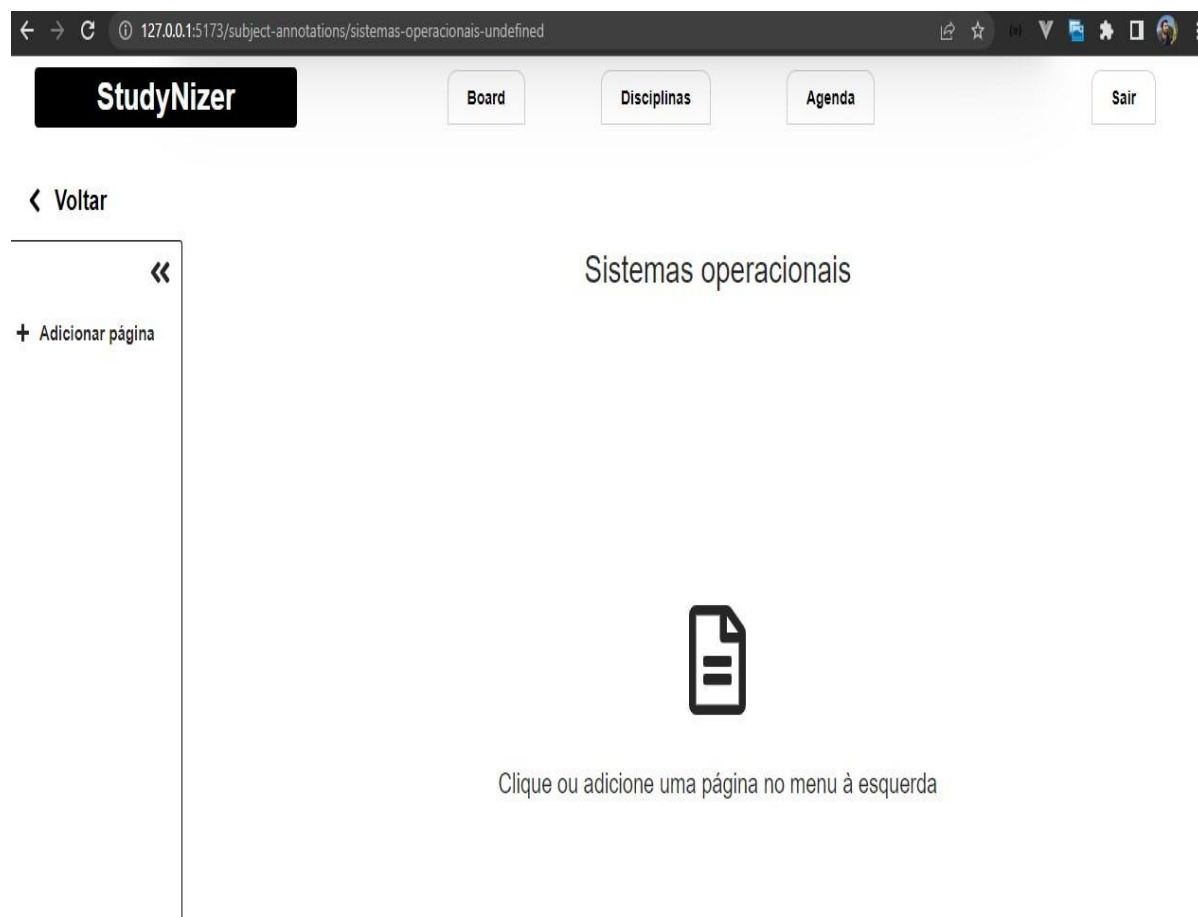 127.0.0.1:5173/subject-annotations/sistemas-operacionais-undefined
StudyNizer Board Disciplinas Agenda Sair
Voltar
Sistemas operacionais
Adicionar página
Clique ou adicione uma página no menu à esquerda